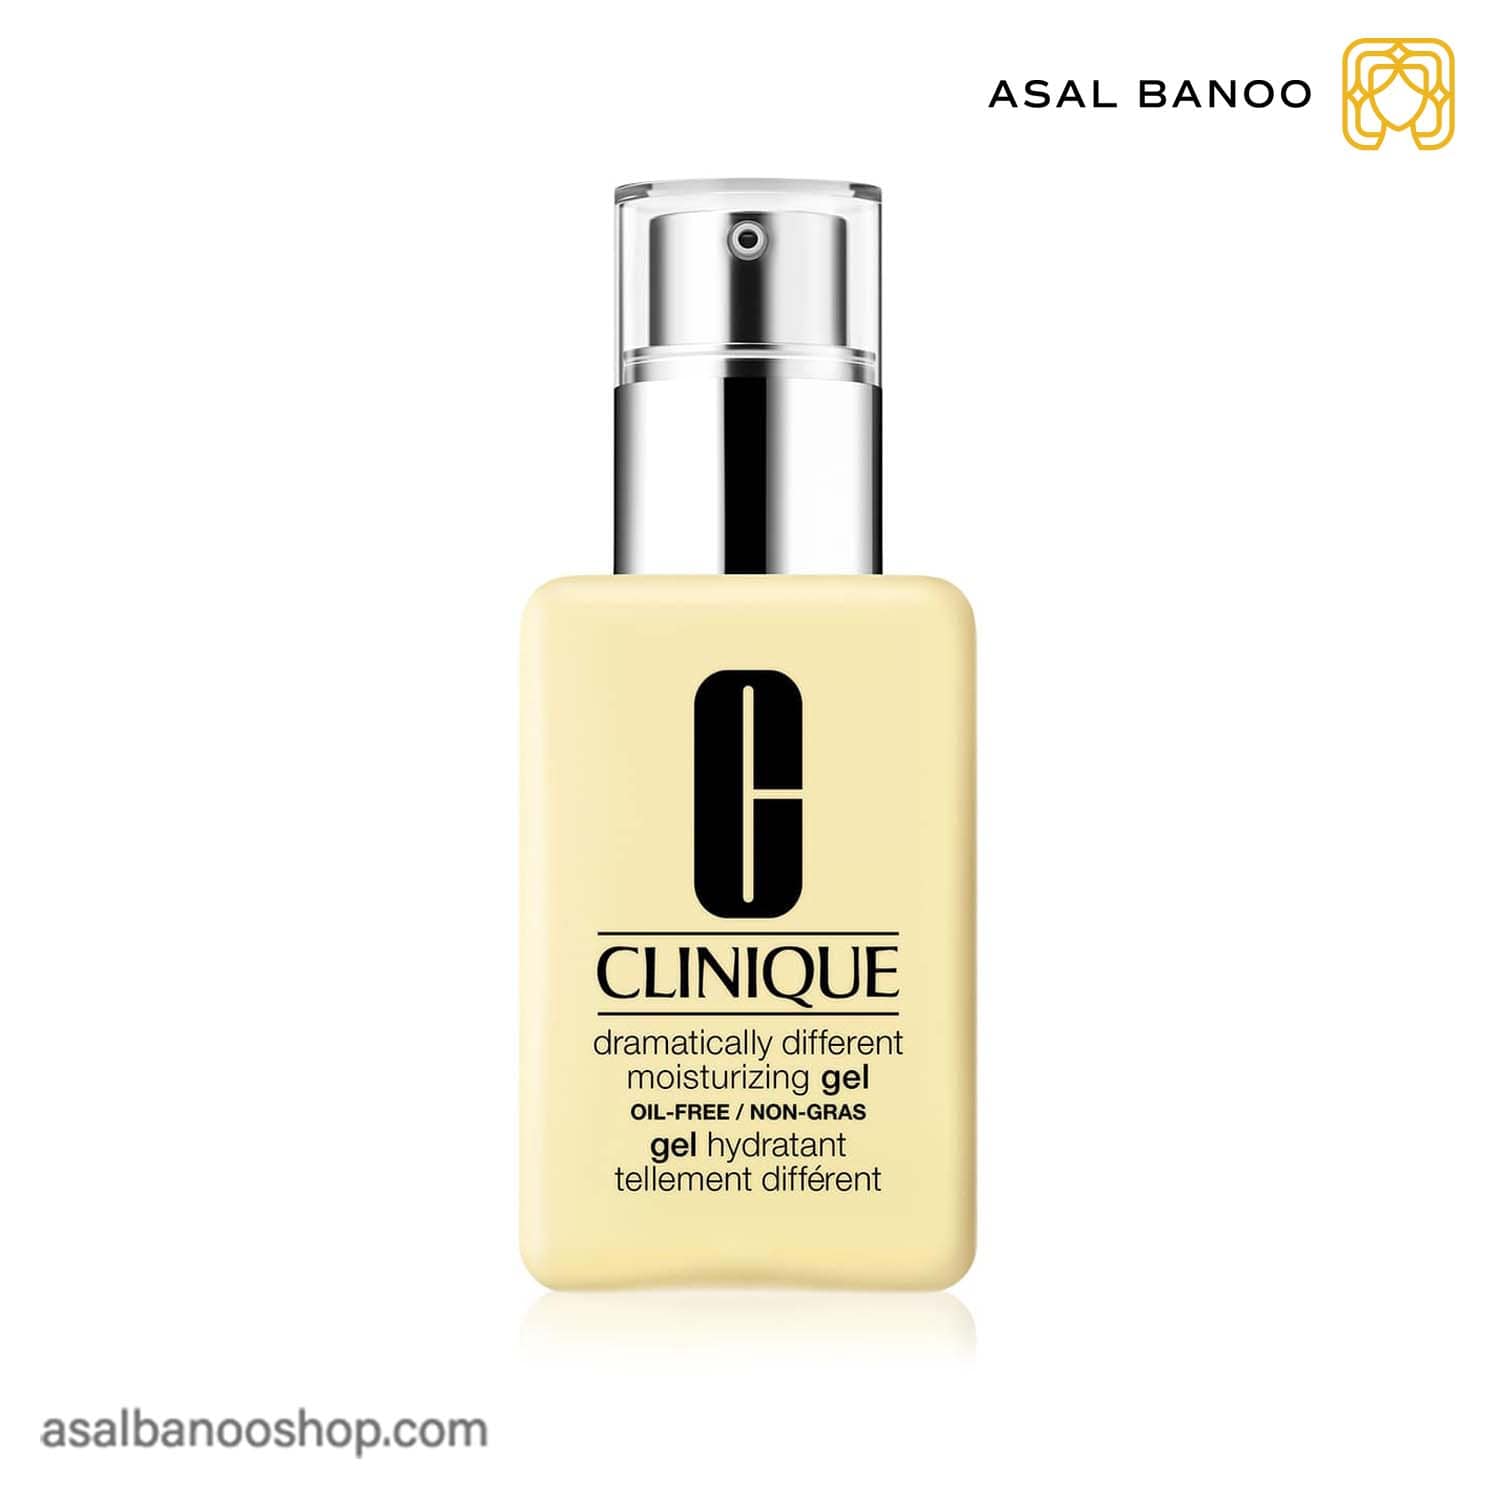 ASAL BANOO
C
CLINIQUE
dramatically different
moisturizing gel
OIL-FREE / NON-GRAS
gel hydratant
tellement différent
asalbanooshop.com